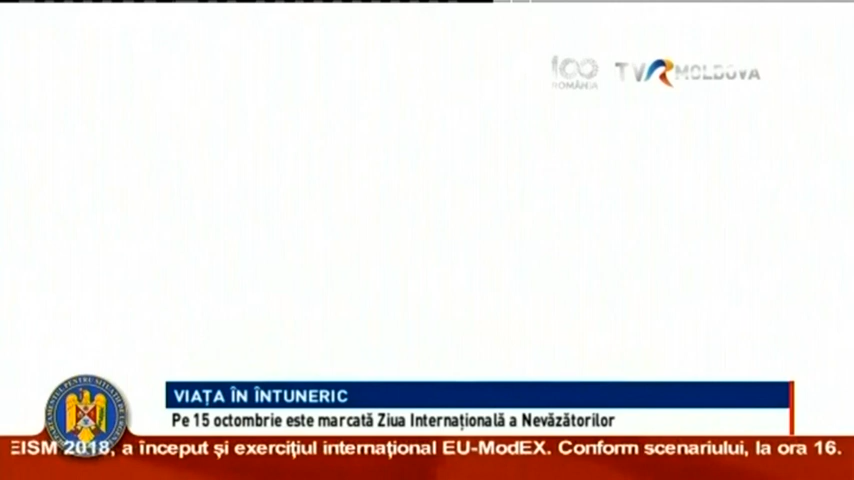 100
ROMÂNIA
TVR MOLDOVA
VIAȚA ÎN ÎNTUNERIC
Pe 15 octombrie este marcată Ziua Internațională a Nevăzătorilor
EISM 2018, a început și exercițiul internațional EU-ModEX. Conform scenariului, la ora 16.